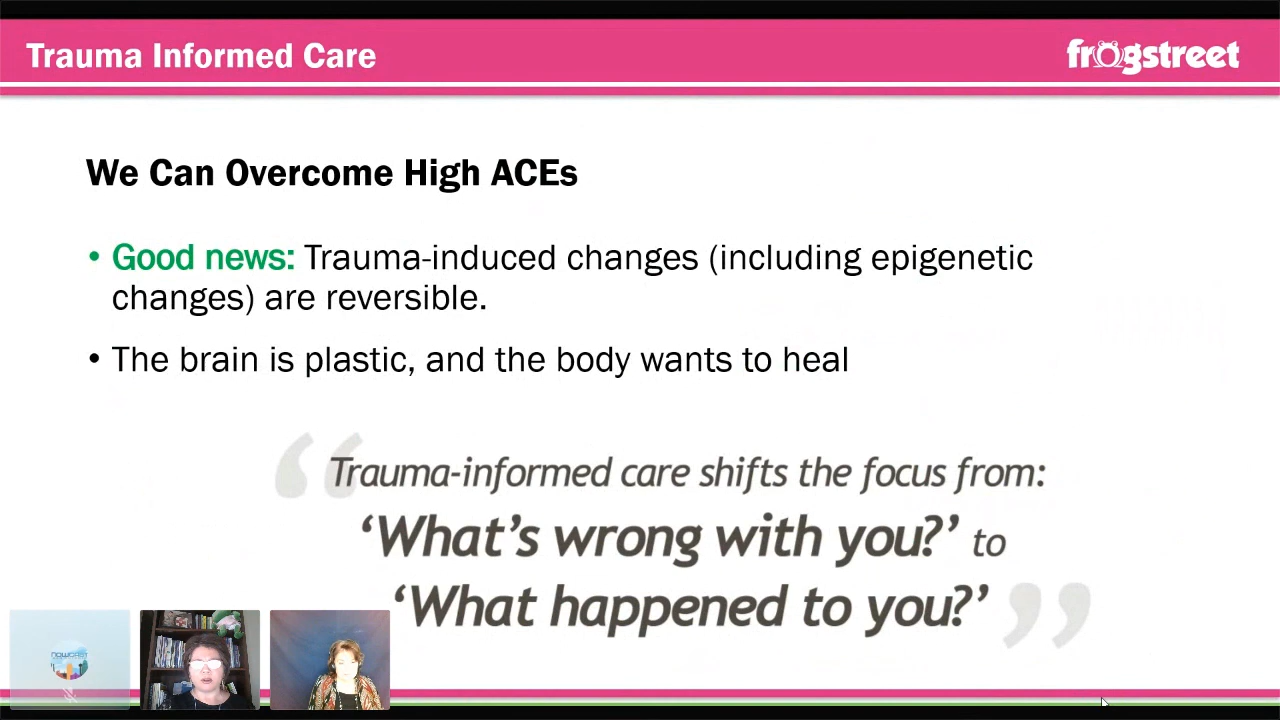 Trauma Informed Care
frogstreet
We Can Overcome High ACEs
• Good news: Trauma-induced changes (including epigenetic
changes) are reversible.
• The brain is plastic, and the body wants to heal
“Trauma-informed care shifts the focus from:
‘What’s wrong with you?’ to
‘What happened to you?’”